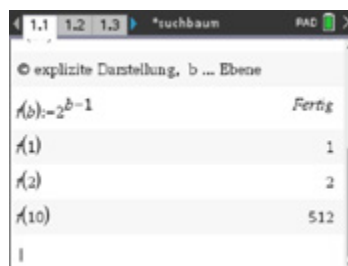 1.1 1.2 1.3 *suchbaum RAD
© explizite Darstellung, b ... Ebene
r(b):=2^{b-1} Fertig
r(1) 1
r(2) 2
r(10) 512